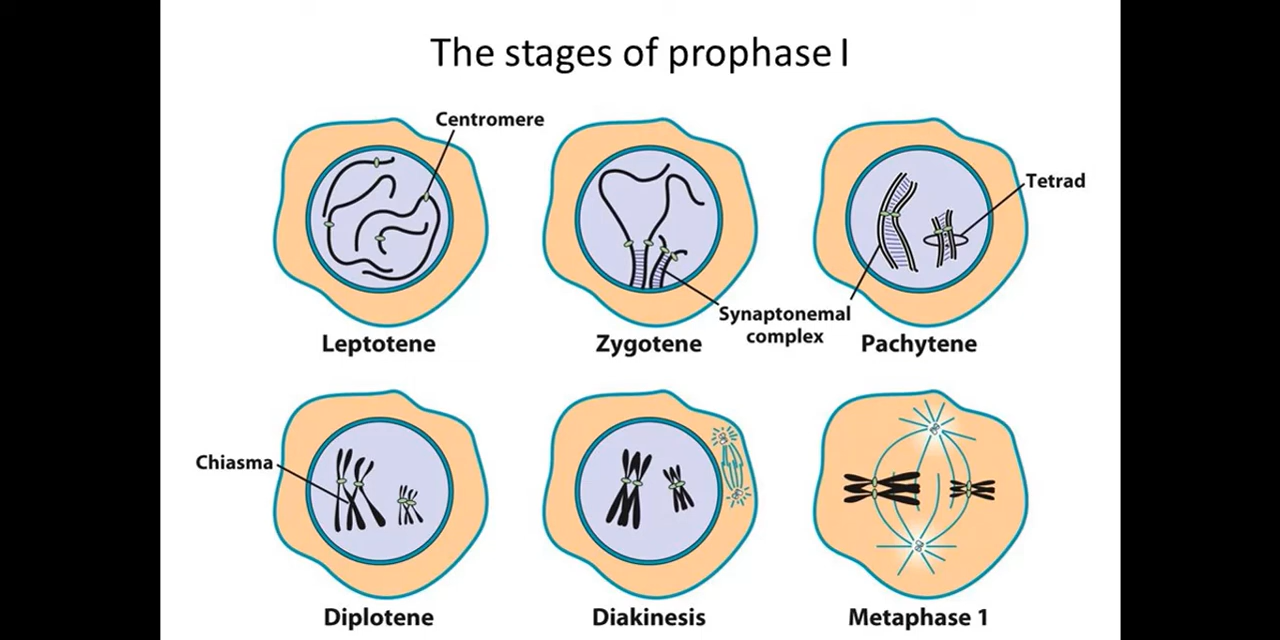 The stages of prophase I
Centromere
Tetrad
Synaptonemal
complex
Leptotene
Zygotene
Pachytene
Chiasma
Diplotene
Diakinesis
Metaphase 1